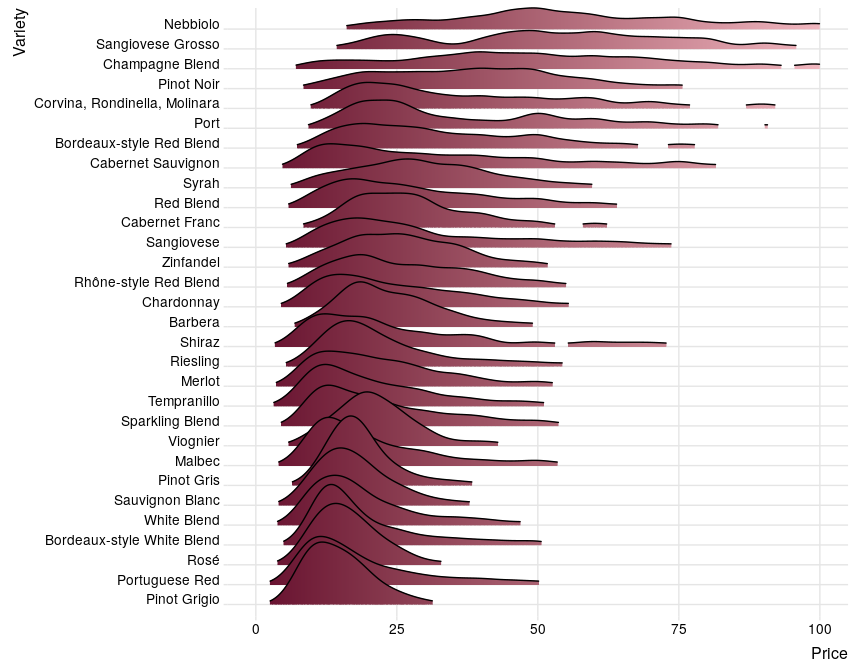 Variety
Nebbiolo
Sangiovese Grosso
Champagne Blend
Pinot Noir
Corvina, Rondinella, Molinara
Port
Bordeaux-style Red Blend
Cabernet Sauvignon
Syrah
Red Blend
Cabernet Franc
Sangiovese
Zinfandel
Rhône-style Red Blend
Chardonnay
Barbera
Shiraz
Riesling
Merlot
Tempranillo
Sparkling Blend
Viognier
Malbec
Pinot Gris
Sauvignon Blanc
White Blend
Bordeaux-style White Blend
Rosé
Portuguese Red
Pinot Grigio
0 25 50 75 100
Price